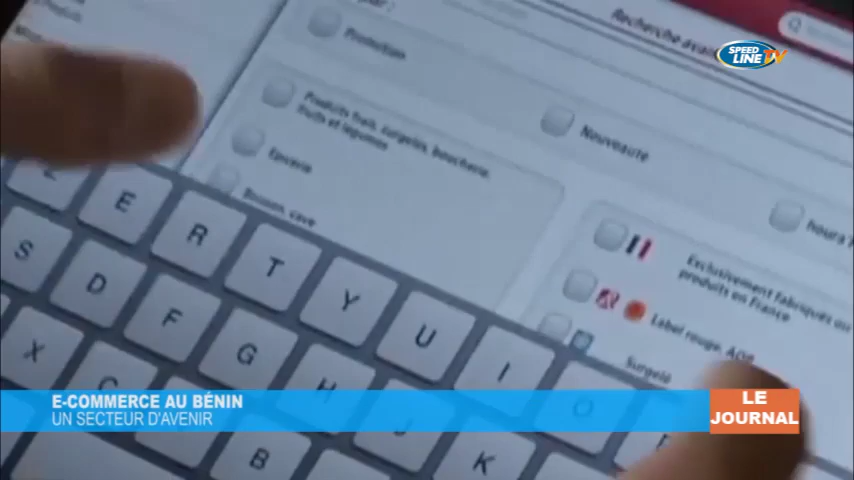 Recherche
SPEED
LINE TV
Promotion
Produits frais, surgelés, boucherie,
fruits et légumes
Nouveauté
Epicerie
Boisson, cave
houra
Exclusivement fabriqués ou
produits en France
Label rouge, AOP
Surgelé
E R T Y U I O
S D F G H J K
X C B
E-COMMERCE AU BÉNIN
UN SECTEUR D'AVENIR
LE
JOURNAL